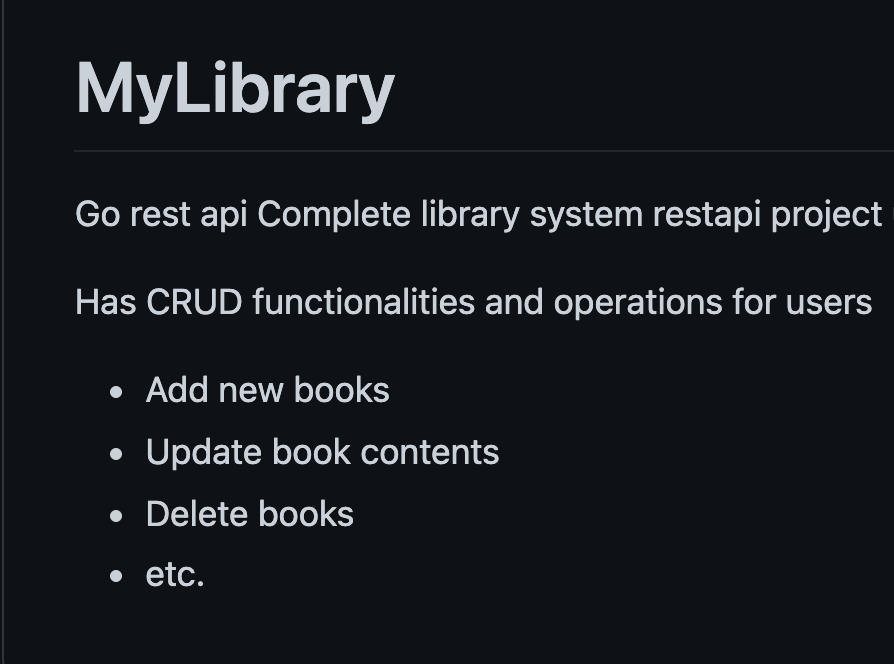 MyLibrary
Go rest api Complete library system restapi project
Has CRUD functionalities and operations for users
Add new books
Update book contents
Delete books
etc.